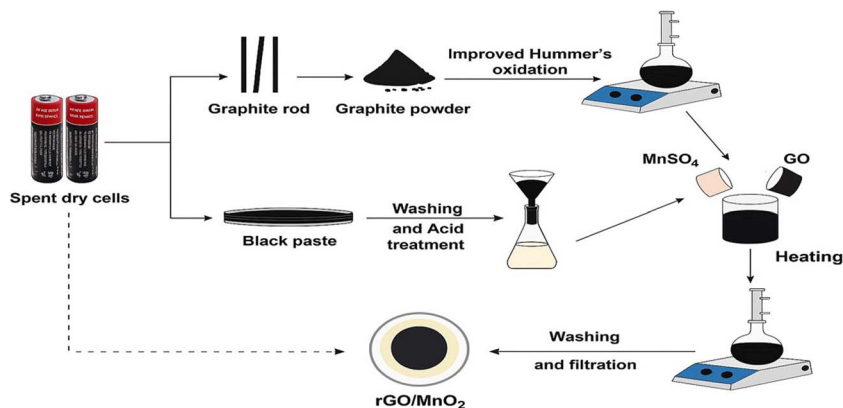 Graphite rod
Graphite powder
Improved Hummer's
oxidation
Spent dry cells
Black paste
Washing
and Acid
treatment
MnSO₄
GO
Heating
Washing
and filtration
rGO/MnO₂